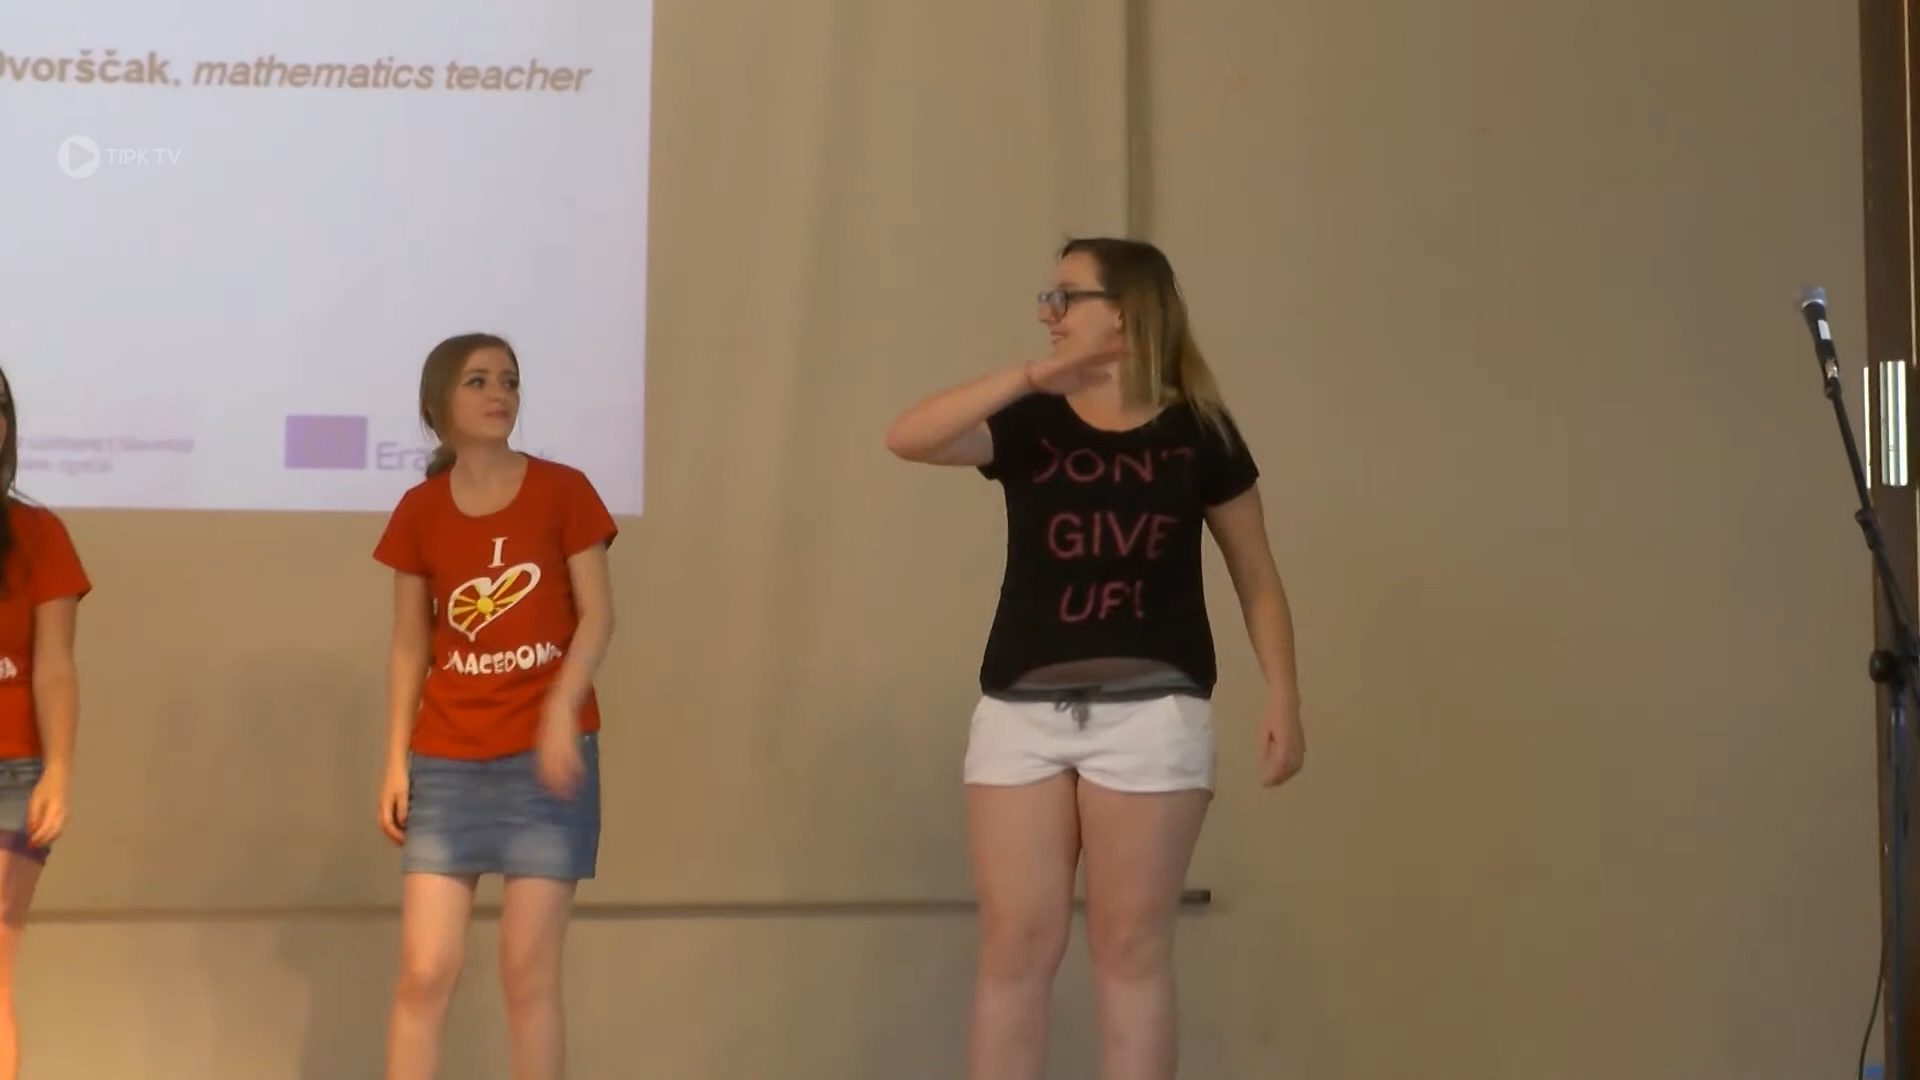 Dvorščak, mathematics teacher
TIPK TV
I
MACEDONIA
DON'T
GIVE
UP!